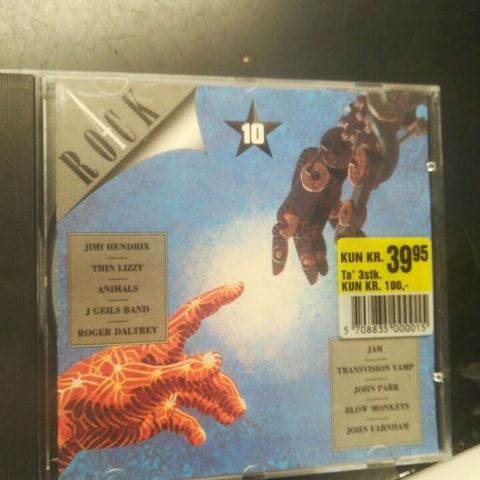 ROCK
10
JIMI HENDRIX
THIN LIZZY
ANIMALS
J GEILS BAND
ROGER DALTREY
KUN KR. 39 95
Ta' 3stk.
KUN KR. 100,-
5 708835 000015
JAM
TRANSVISION VAMP
JOHN PARR
BLOW MONKEYS
JOHN FARNHAM